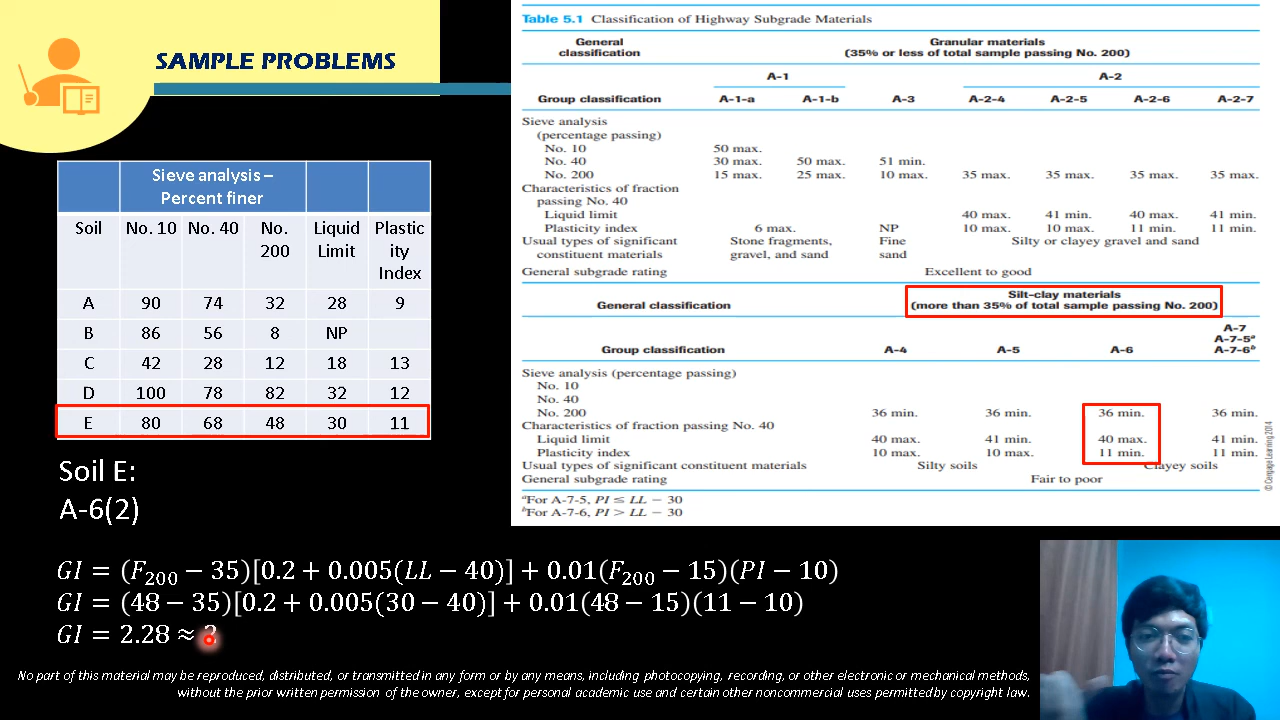 SAMPLE PROBLEMS
Sieve analysis –
Percent finer
Soil No. 10 No. 40 No. 200 Liquid Limit Plasticity Index
A 90 74 32 28 9
B 86 56 8 NP
C 42 28 12 18 13
D 100 78 82 32 12
E 80 68 48 30 11
Soil E:
A-6(2)
Table 5.1 Classification of Highway Subgrade Materials
General classification Granular materials (35% or less of total sample passing No. 200)
A-1 A-2
Group classification A-1-a A-1-b A-3 A-2-4 A-2-5 A-2-6 A-2-7
Sieve analysis
(percentage passing)
No. 10 50 max.
No. 40 30 max. 50 max. 51 min.
No. 200 15 max. 25 max. 10 max. 35 max. 35 max. 35 max. 35 max.
Characteristics of fraction
passing No. 40
Liquid limit 40 max. 41 min. 40 max. 41 min.
Plasticity index 6 max. NP 10 max. 10 max. 11 min. 11 min.
Usual types of significant Stone fragments, Fine Silty or clayey gravel and sand
constituent materials gravel, and sand sand
General subgrade rating Excellent to good
General classification Silt-clay materials (more than 35% of total sample passing No. 200)
A-7
A-7-5ᵃ
Group classification A-4 A-5 A-6 A-7-6ᵇ
Sieve analysis (percentage passing)
No. 10
No. 40
No. 200 36 min. 36 min. 36 min. 36 min.
Characteristics of fraction passing No. 40
Liquid limit 40 max. 41 min. 40 max. 41 min.
Plasticity index 10 max. 10 max. 11 min. 11 min.
Usual types of significant constituent materials Silty soils Clayey soils
General subgrade rating Fair to poor
ᵃFor A-7-5, PI ≤ LL − 30
ᵇFor A-7-6, PI > LL − 30
© Cengage Learning 2014
GI = (F₂₀₀ − 35)[0.2 + 0.005(LL − 40)] + 0.01(F₂₀₀ − 15)(PI − 10)
GI = (48 − 35)[0.2 + 0.005(30 − 40)] + 0.01(48 − 15)(11 − 10)
GI = 2.28 ≈ 2
No part of this material may be reproduced, distributed, or transmitted in any form or by any means, including photocopying, recording, or other electronic or mechanical methods,
without the prior written permission of the owner, except for personal academic use and certain other noncommercial uses permitted by copyright law.